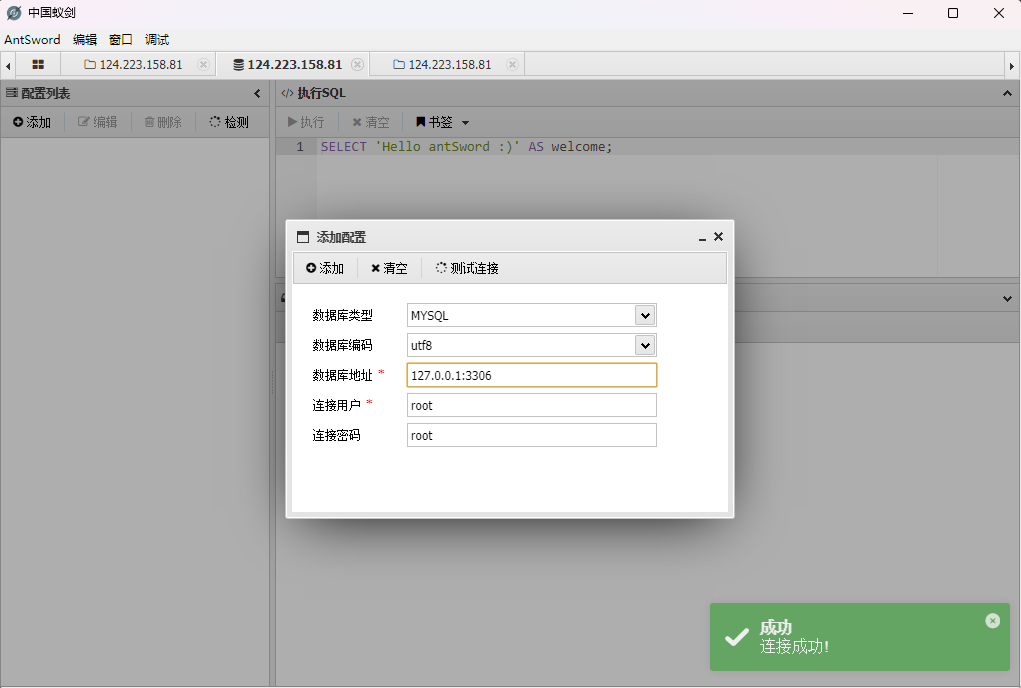 中国蚁剑
AntSword 编辑 窗口 调试
124.223.158.81 124.223.158.81 124.223.158.81
配置列表
添加 编辑 删除 检测
</> 执行SQL
执行 清空 书签
1 SELECT 'Hello antSword :)' AS welcome;
添加配置
添加 清空 测试连接
数据库类型 MYSQL
数据库编码 utf8
数据库地址 * 127.0.0.1:3306
连接用户 * root
连接密码 root
成功
连接成功!